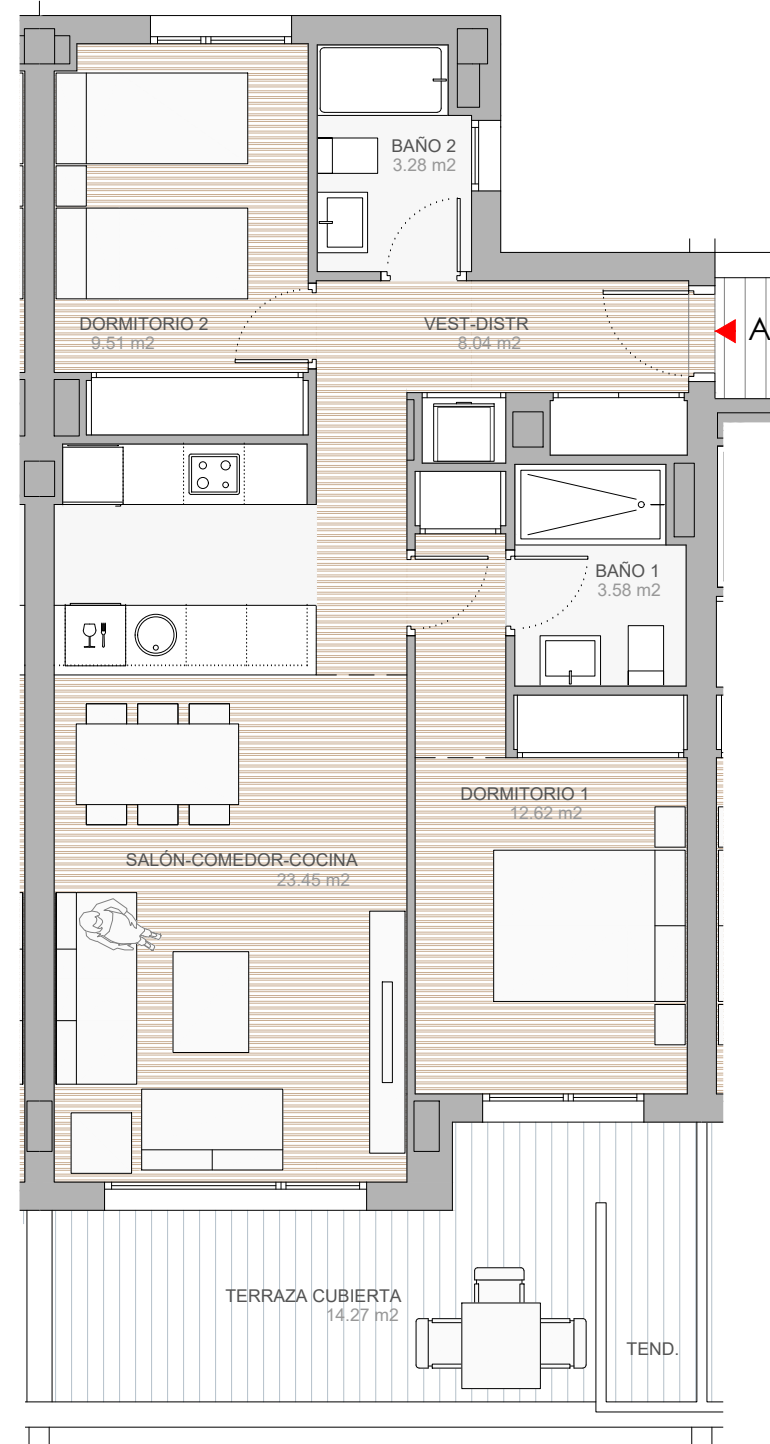 BAÑO 2
3.28 m2
DORMITORIO 2
9.51 m2
VEST-DISTR
8.04 m2
A
BAÑO 1
3.58 m2
DORMITORIO 1
12.62 m2
SALÓN-COMEDOR-COCINA
23.45 m2
TERRAZA CUBIERTA
14.27 m2
TEND.